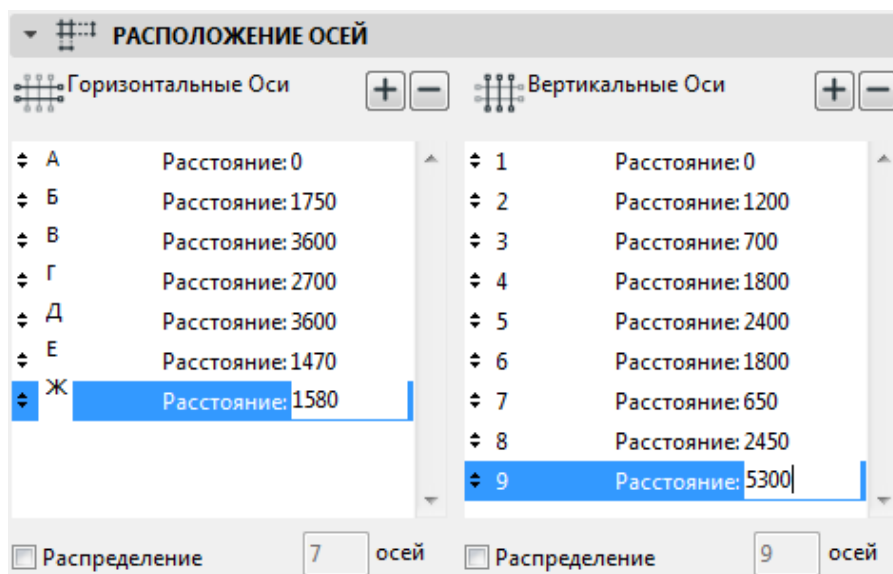 РАСПОЛОЖЕНИЕ ОСЕЙ
Горизонтальные Оси
А Расстояние: 0
Б Расстояние: 1750
В Расстояние: 3600
Г Расстояние: 2700
Д Расстояние: 3600
Е Расстояние: 1470
Ж Расстояние: 1580
Распределение 7 осей
Вертикальные Оси
1 Расстояние: 0
2 Расстояние: 1200
3 Расстояние: 700
4 Расстояние: 1800
5 Расстояние: 2400
6 Расстояние: 1800
7 Расстояние: 650
8 Расстояние: 2450
9 Расстояние: 5300
Распределение 9 осей